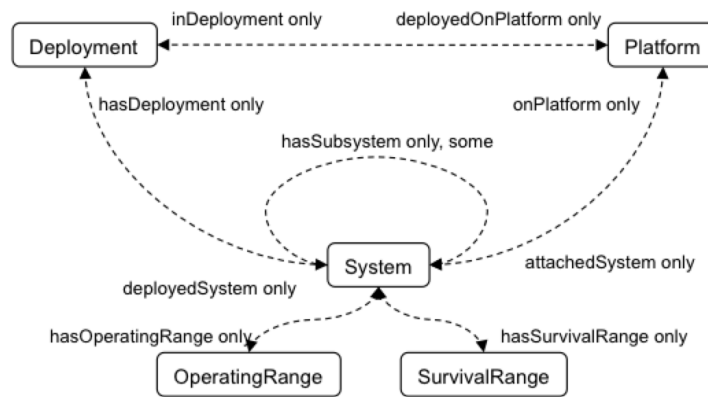 inDeployment only
deployedOnPlatform only
Deployment
Platform
hasDeployment only
onPlatform only
hasSubsystem only, some
System
attachedSystem only
deployedSystem only
hasOperatingRange only
hasSurvivalRange only
OperatingRange
SurvivalRange